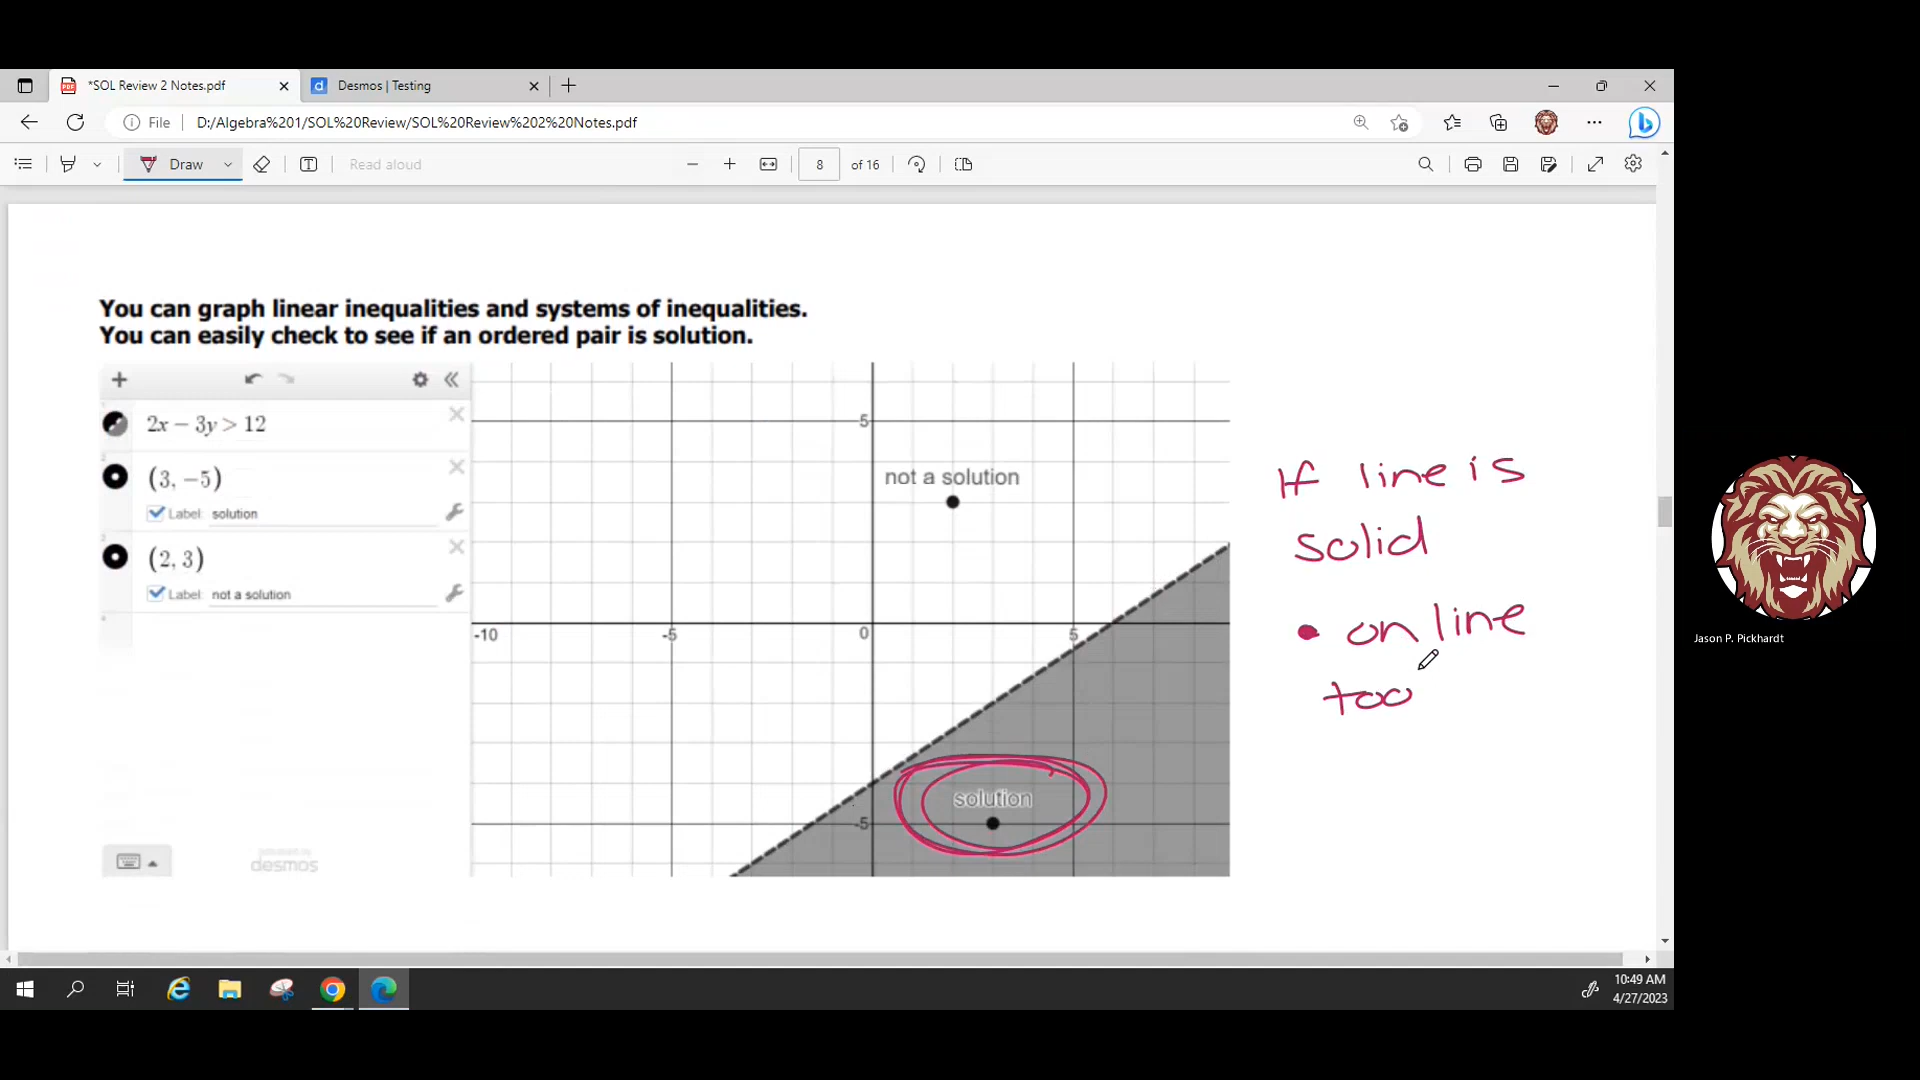 *SOL Review 2 Notes.pdf
Desmos | Testing
File
D:/Algebra%201/SOL%20Review/SOL%20Review%202%20Notes.pdf
Draw
Read aloud
8 of 16
You can graph linear inequalities and systems of inequalities.
You can easily check to see if an ordered pair is solution.
2x − 3y > 12
(3, −5)
Label: solution
(2, 3)
Label: not a solution
desmos
5
not a solution
-10
-5
0
5
solution
-5
If line is
solid
• on line
too
Jason P. Pickhardt
10:49 AM
4/27/2023